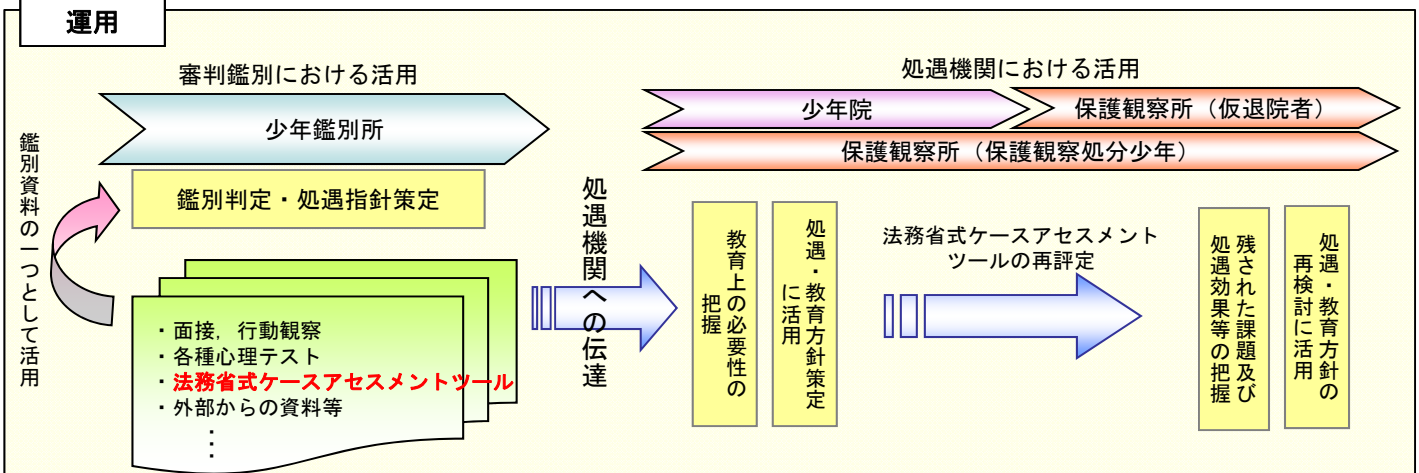 運用
審判鑑別における活用
少年鑑別所
鑑別資料の一つとして活用
鑑別判定・処遇指針策定
・面接,行動観察
・各種心理テスト
・法務省式ケースアセスメントツール
・外部からの資料等
⋮
処遇機関への伝達
処遇機関における活用
少年院
保護観察所（仮退院者）
保護観察所（保護観察処分少年）
教育上の必要性の
把握
処遇・教育方針策定
に活用
法務省式ケースアセスメント
ツールの再評定
残された課題及び
処遇効果等の把握
処遇・教育方針の
再検討に活用